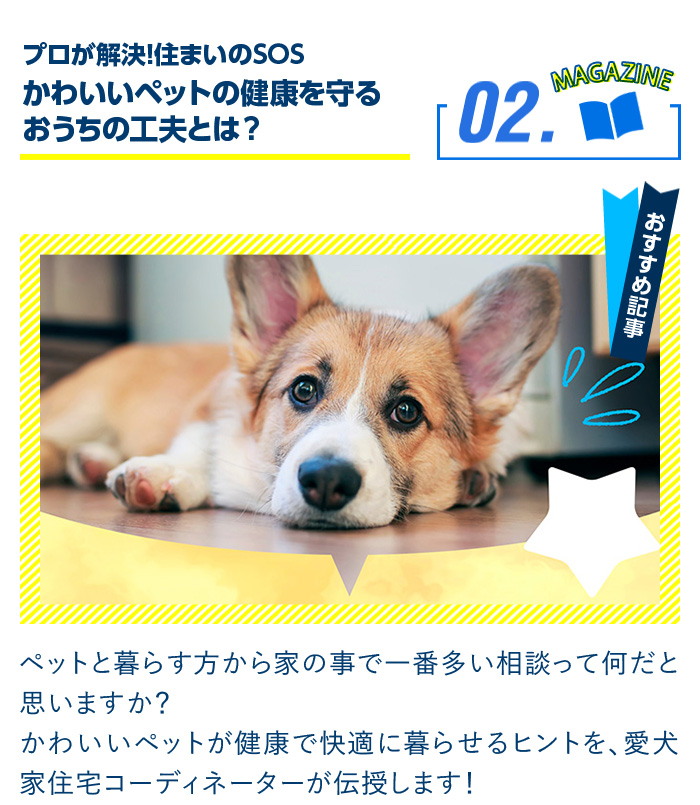 プロが解決!住まいのSOS
かわいいペットの健康を守る
おうちの工夫とは？
02.
MAGAZINE
おすすめ記事
ペットと暮らす方から家の事で一番多い相談って何だと
思いますか？
かわいいペットが健康で快適に暮らせるヒントを、愛犬
家住宅コーディネーターが伝授します！